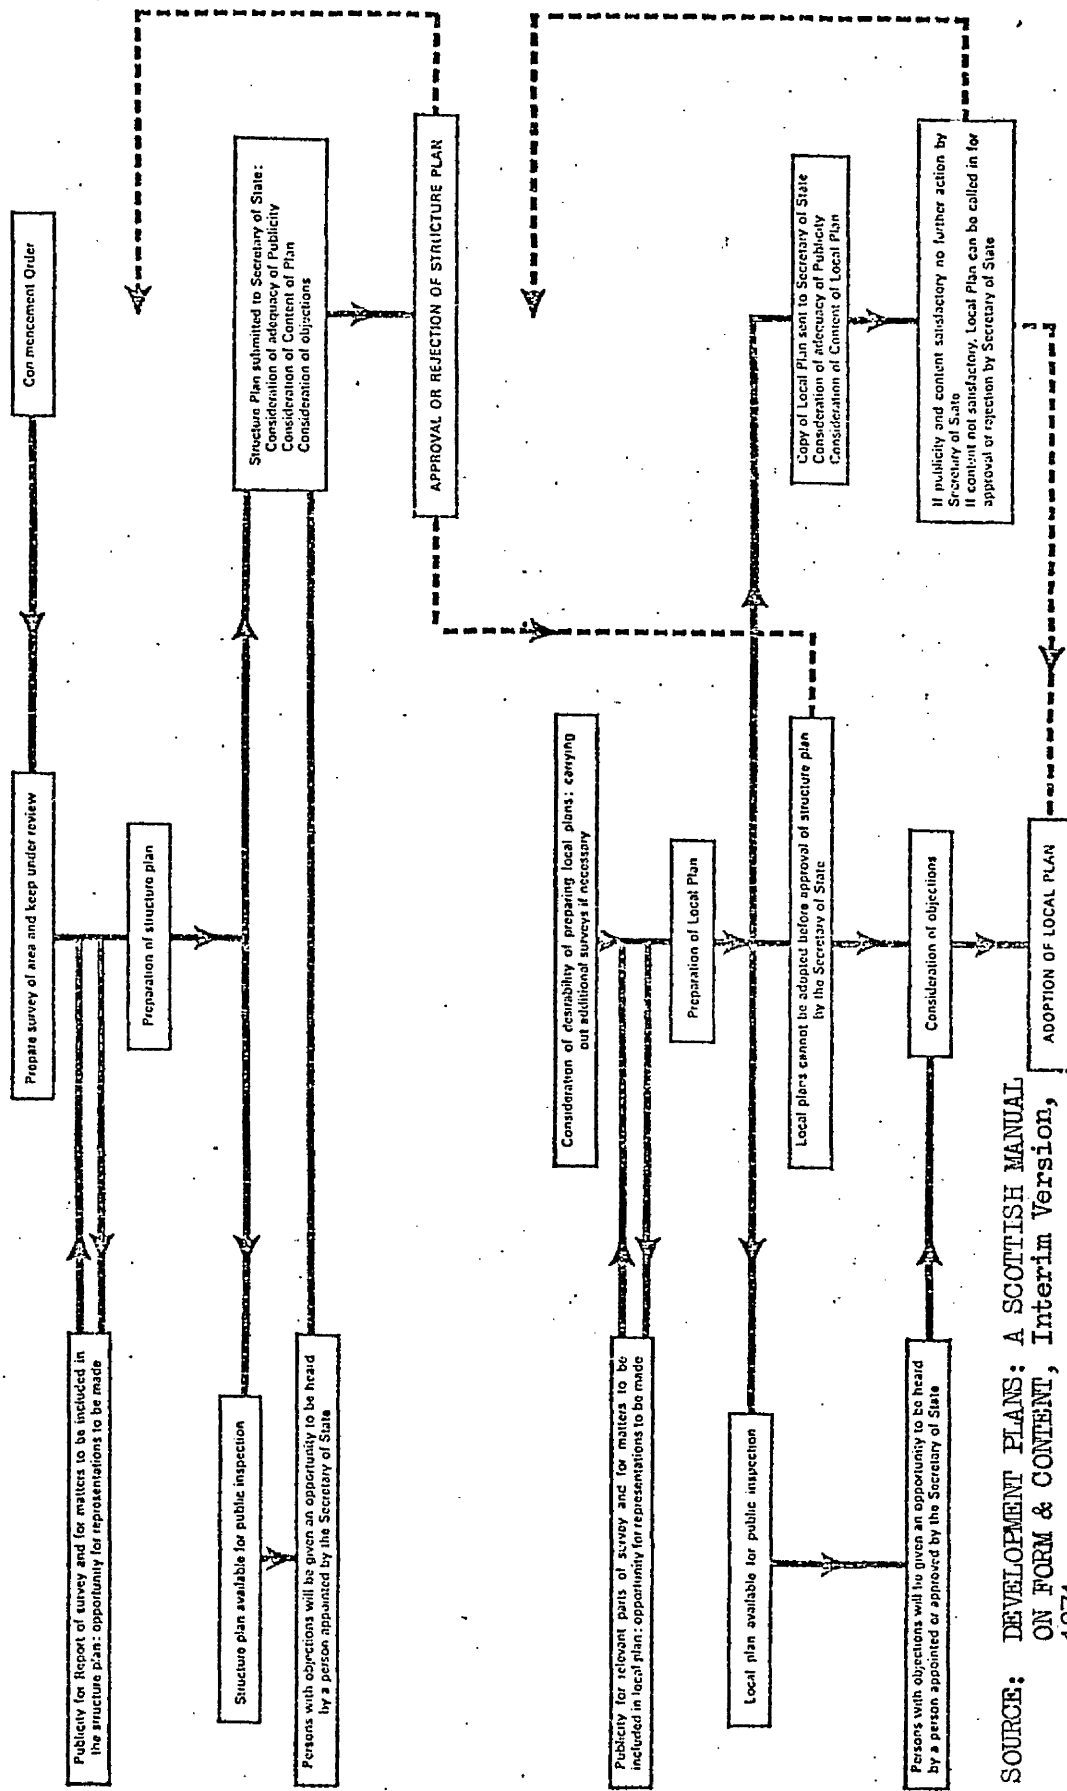 Commencement Order
Prepare survey of area and keep under review
Publicity for Report of survey and for matters to be included in
the structure plan: opportunity for representations to be made
Preparation of structure plan
Structure plan available for public inspection
Structure Plan submitted to Secretary of State:
Consideration of adequacy of Publicity
Consideration of Content of Plan
Consideration of objections
Persons with objections will be given an opportunity to be heard
by a person appointed by the Secretary of State
APPROVAL OR REJECTION OF STRUCTURE PLAN
Consideration of desirability of preparing local plans: carrying
out additional surveys if necessary
Publicity for relevant parts of survey and for matters to be
included in local plan: opportunity for representations to be made
Preparation of Local Plan
Local plan available for public inspection
Copy of Local Plan sent to Secretary of State
Consideration of adequacy of Publicity
Consideration of Content of Local Plan
Local plans cannot be adopted before approval of structure plan
by the Secretary of State
Persons with objections will be given an opportunity to be heard
by a person appointed or approved by the Secretary of State
Consideration of objections
If publicity and content satisfactory no further action by
Secretary of State
If content not satisfactory, Local Plan can be called in for
approval or rejection by Secretary of State
ADOPTION OF LOCAL PLAN
SOURCE: DEVELOPMENT PLANS: A SCOTTISH MANUAL
ON FORM & CONTENT, Interim Version,